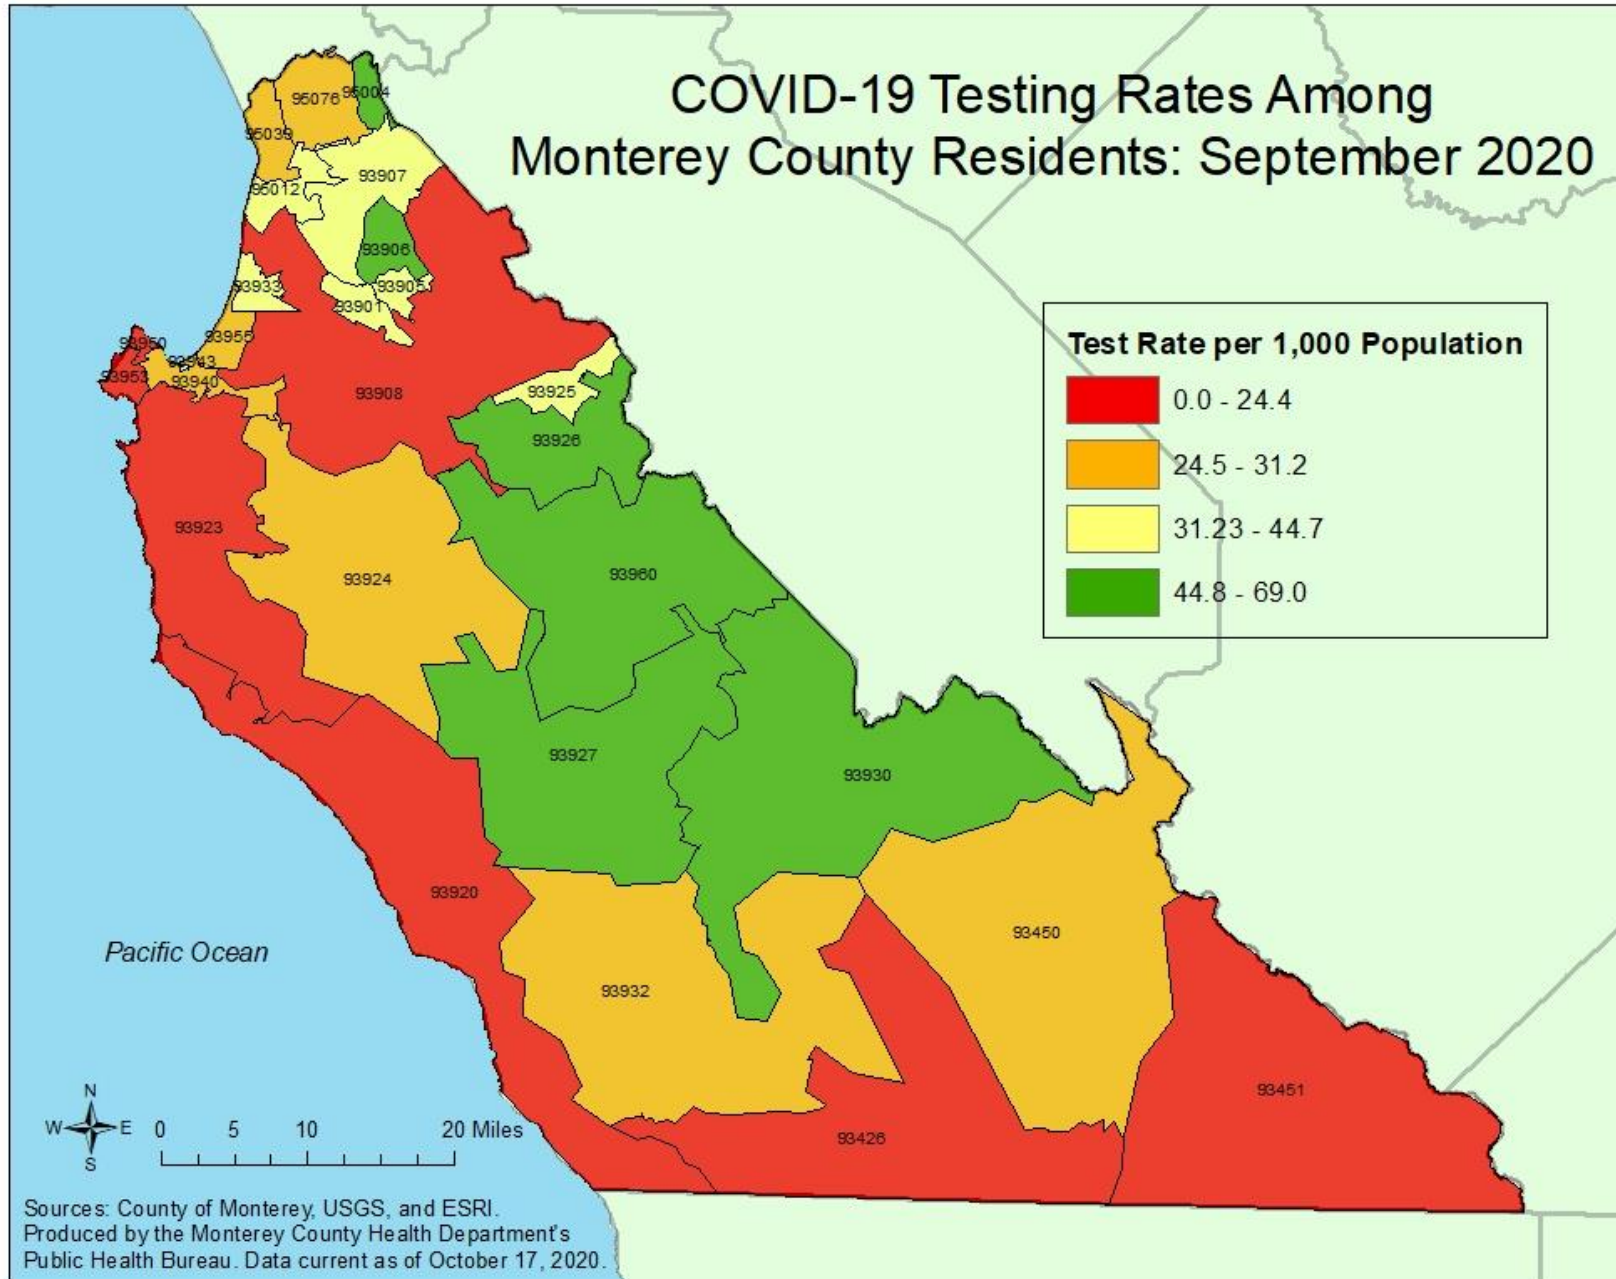 COVID-19 Testing Rates Among
Monterey County Residents: September 2020
95076
95004
95039
93907
95012
93906
93933
93905
93901
93955
93950
93943
93953
93940
93908
93925
93926
Test Rate per 1,000 Population
0.0 - 24.4
24.5 - 31.2
31.23 - 44.7
44.8 - 69.0
93923
93924
93960
93927
93930
93920
93450
Pacific Ocean
93932
93451
93426
N
W E
S
0 5 10 20 Miles
Sources: County of Monterey, USGS, and ESRI.
Produced by the Monterey County Health Department's
Public Health Bureau. Data current as of October 17, 2020.